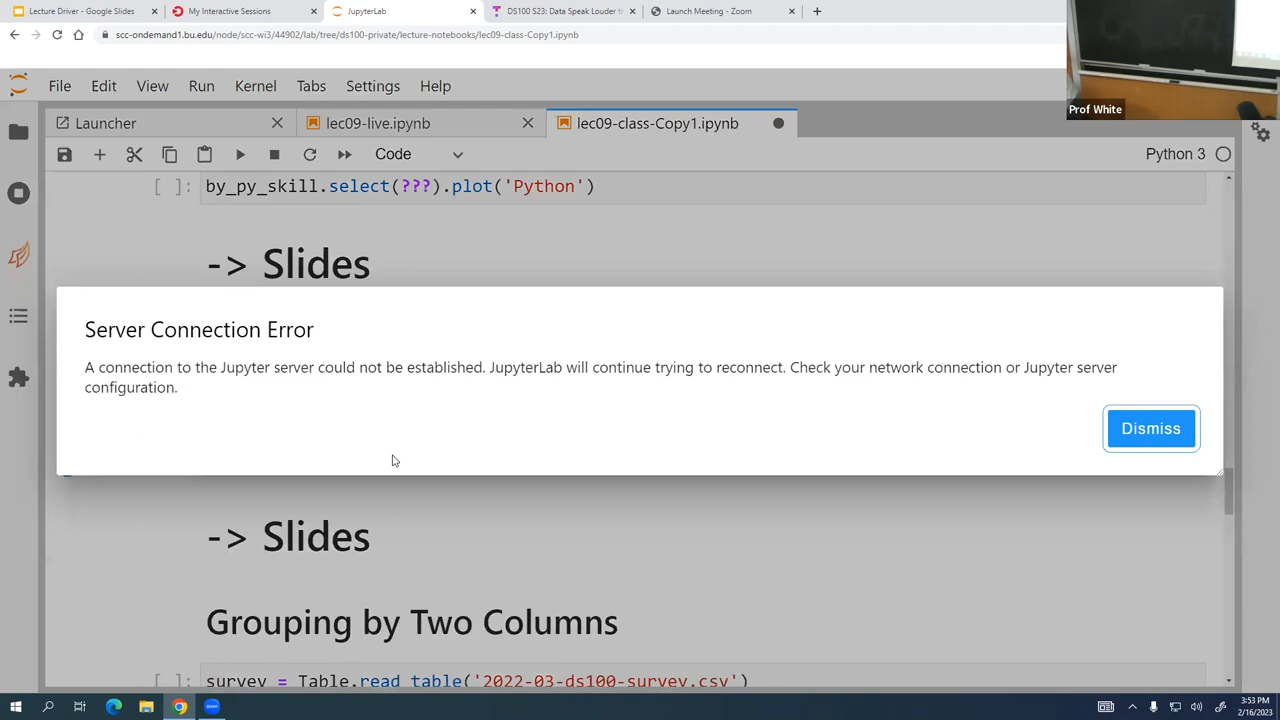 Lecture Driver - Google Slides
My Interactive Sessions
JupyterLab
DS100 S23: Data Speak Louder
Launch Meeting - Zoom
scc-ondemand1.bu.edu/node/scc-wi3/44902/lab/tree/ds100-private/lecture-notebooks/lec09-class-Copy1.ipynb
Prof White
File Edit View Run Kernel Tabs Settings Help
Launcher
lec09-live.ipynb
lec09-class-Copy1.ipynb
Code
Python 3
[ ]: by_py_skill.select(???).plot('Python')
-> Slides
Server Connection Error
A connection to the Jupyter server could not be established. JupyterLab will continue trying to reconnect. Check your network connection or Jupyter server
configuration.
Dismiss
-> Slides
Grouping by Two Columns
[ ]: survey = Table.read_table('2022-03-ds100-survey.csv')
3:53 PM
2/16/2023